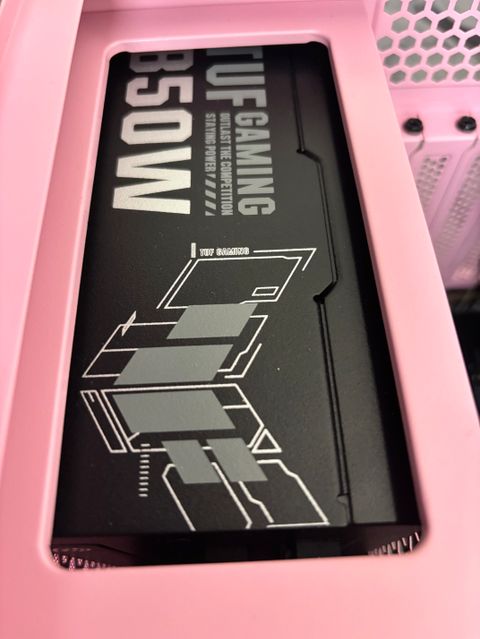 TUF GAMING
OUTLAST THE COMPETITION
STAYING POWER
850W
TUF GAMING